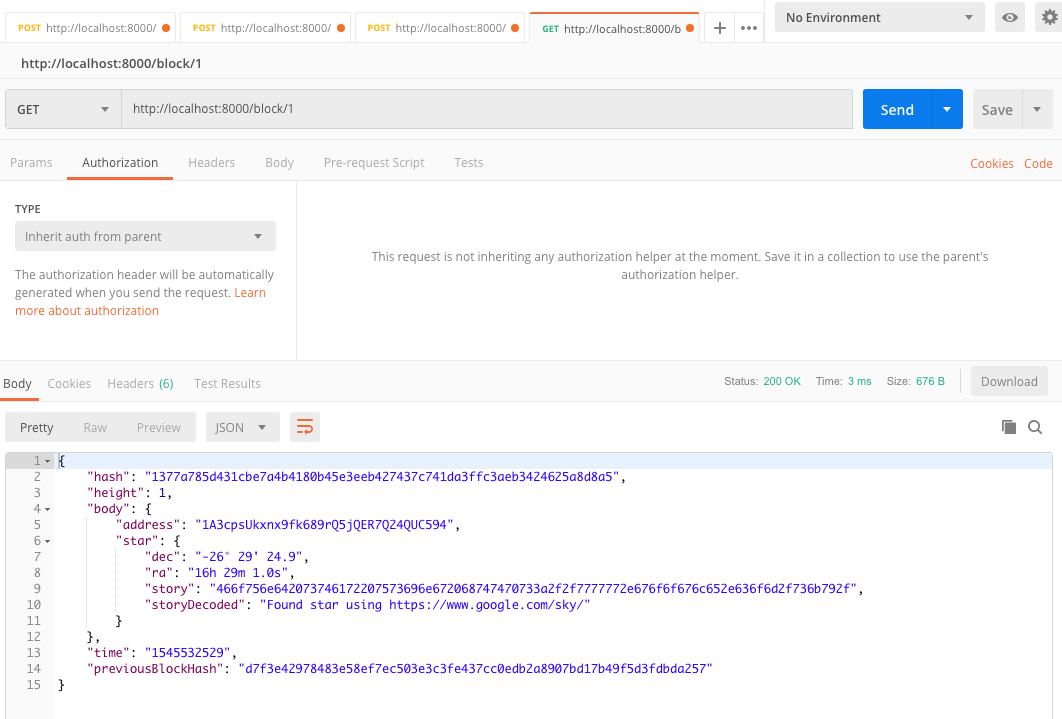 POST http://localhost:8000/ POST http://localhost:8000/ POST http://localhost:8000/ GET http://localhost:8000/b + ••• No Environment
http://localhost:8000/block/1
GET http://localhost:8000/block/1 Send Save
Params Authorization Headers Body Pre-request Script Tests Cookies Code
TYPE
Inherit auth from parent
The authorization header will be automatically
generated when you send the request. Learn
more about authorization
This request is not inheriting any authorization helper at the moment. Save it in a collection to use the parent's
authorization helper.
Body Cookies Headers (6) Test Results Status: 200 OK Time: 3 ms Size: 676 B Download
Pretty Raw Preview JSON
1 {
2 "hash": "1377a785d431cbe7a4b4180b45e3eeb427437c741da3ffc3aeb3424625a8d8a5",
3 "height": 1,
4 "body": {
5 "address": "1A3cpsUkxnx9fk689rQ5jQER7Q24QUC594",
6 "star": {
7 "dec": "-26° 29' 24.9",
8 "ra": "16h 29m 1.0s",
9 "story": "466f756e642073746172207573696e672068747470733a2f2f7777772e676f6f676c652e636f6d2f736b792f",
10 "storyDecoded": "Found star using https://www.google.com/sky/"
11 }
12 },
13 "time": "1545532529",
14 "previousBlockHash": "d7f3e42978483e58ef7ec503e3c3fe437cc0edb2a8907bd17b49f5d3fdbda257"
15 }